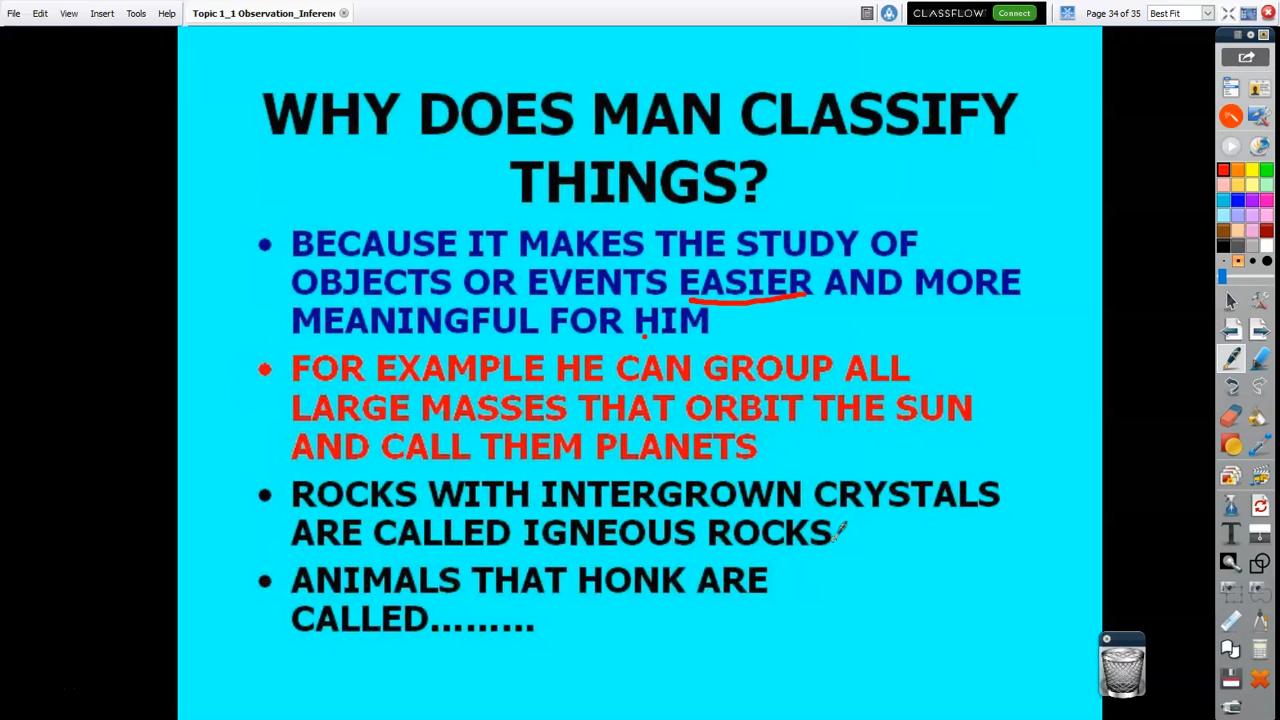 File Edit View Insert Tools Help Topic 1_1 Observation_Inferenc CLASSFLOW Connect Page 34 of 35 Best Fit
WHY DOES MAN CLASSIFY
THINGS?
• BECAUSE IT MAKES THE STUDY OF
OBJECTS OR EVENTS EASIER AND MORE
MEANINGFUL FOR HIM
• FOR EXAMPLE HE CAN GROUP ALL
LARGE MASSES THAT ORBIT THE SUN
AND CALL THEM PLANETS
• ROCKS WITH INTERGROWN CRYSTALS
ARE CALLED IGNEOUS ROCKS
• ANIMALS THAT HONK ARE
CALLED.........